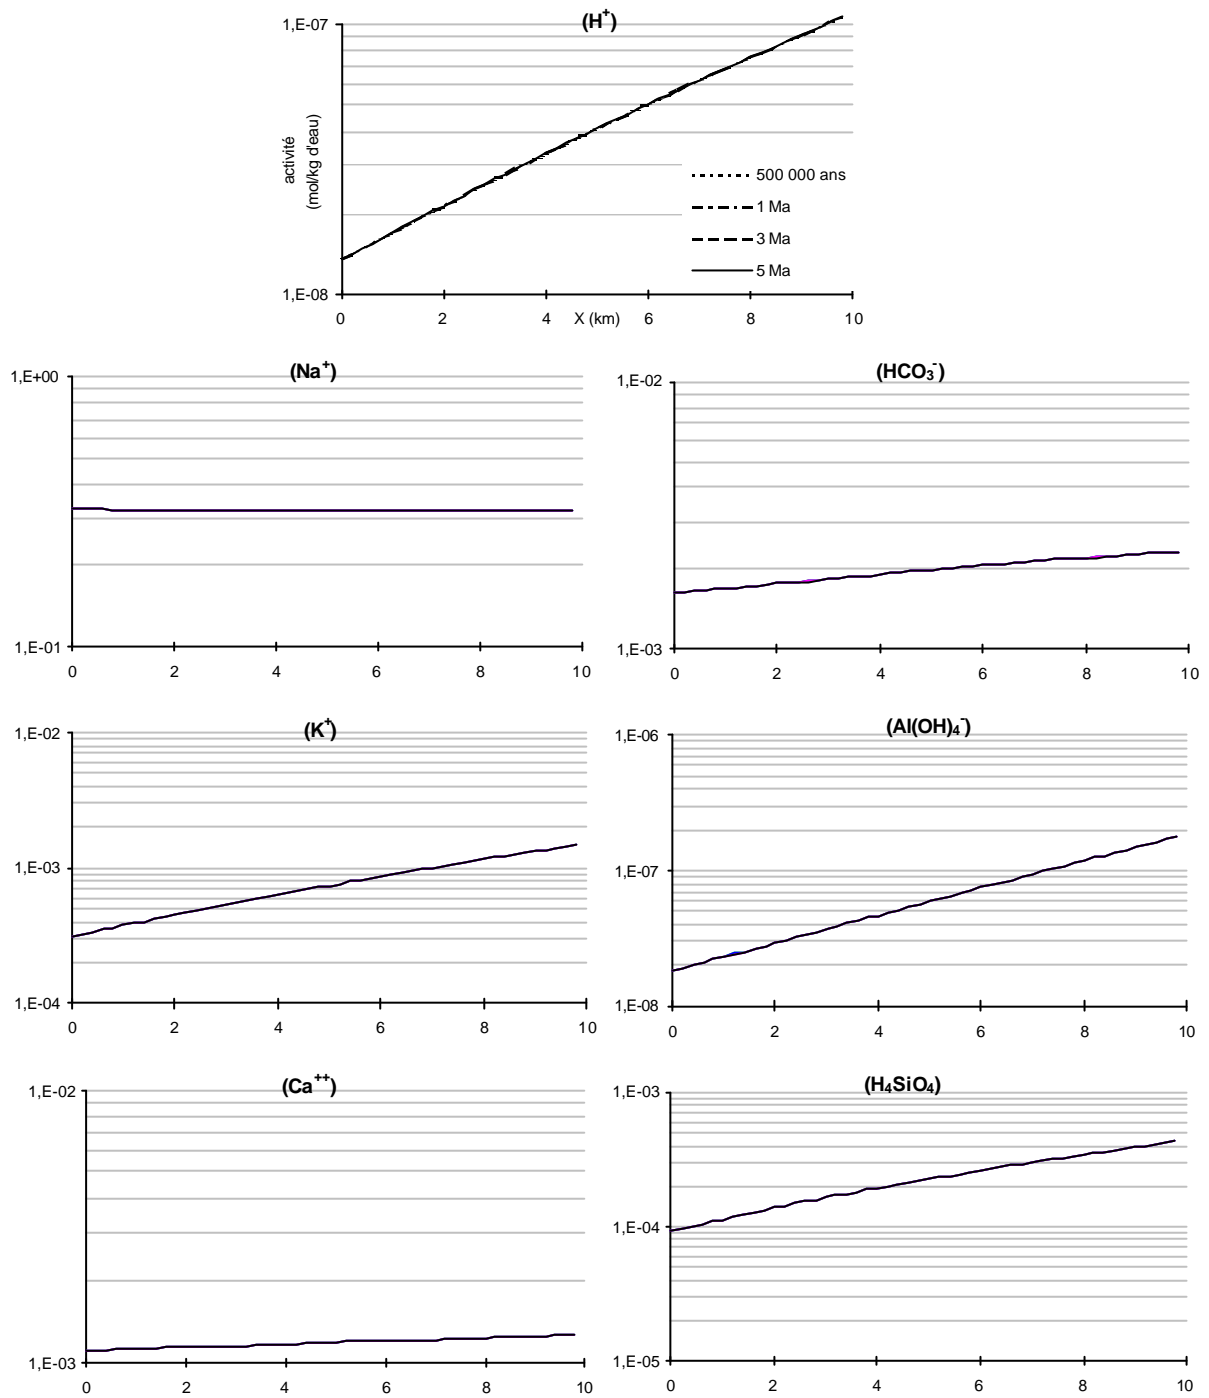 (H⁺)
1,E-07
activité
(mol/kg d'eau)
500 000 ans
1 Ma
3 Ma
5 Ma
1,E-08
0 2 4 X (km) 6 8 10
(Na⁺)
1,E+00
1,E-01
0 2 4 6 8 10
(HCO₃⁻)
1,E-02
1,E-03
0 2 4 6 8 10
(K⁺)
1,E-02
1,E-03
1,E-04
0 2 4 6 8 10
(Al(OH)₄⁻)
1,E-06
1,E-07
1,E-08
0 2 4 6 8 10
(Ca⁺⁺)
1,E-02
1,E-03
0 2 4 6 8 10
(H₄SiO₄)
1,E-03
1,E-04
1,E-05
0 2 4 6 8 10